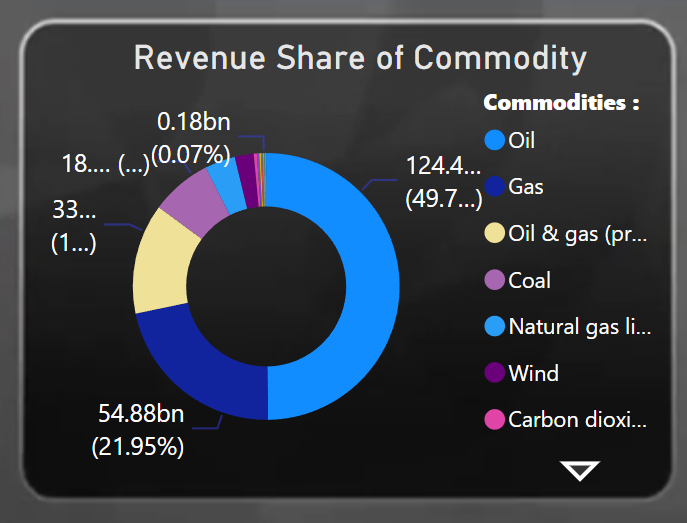 Revenue Share of Commodity
Commodities :
Oil
Gas
Oil & gas (pr...
Coal
Natural gas li...
Wind
Carbon dioxi...
0.18bn
(0.07%)
18.... (...)
33...
(1...)
54.88bn
(21.95%)
124.4...
(49.7...)